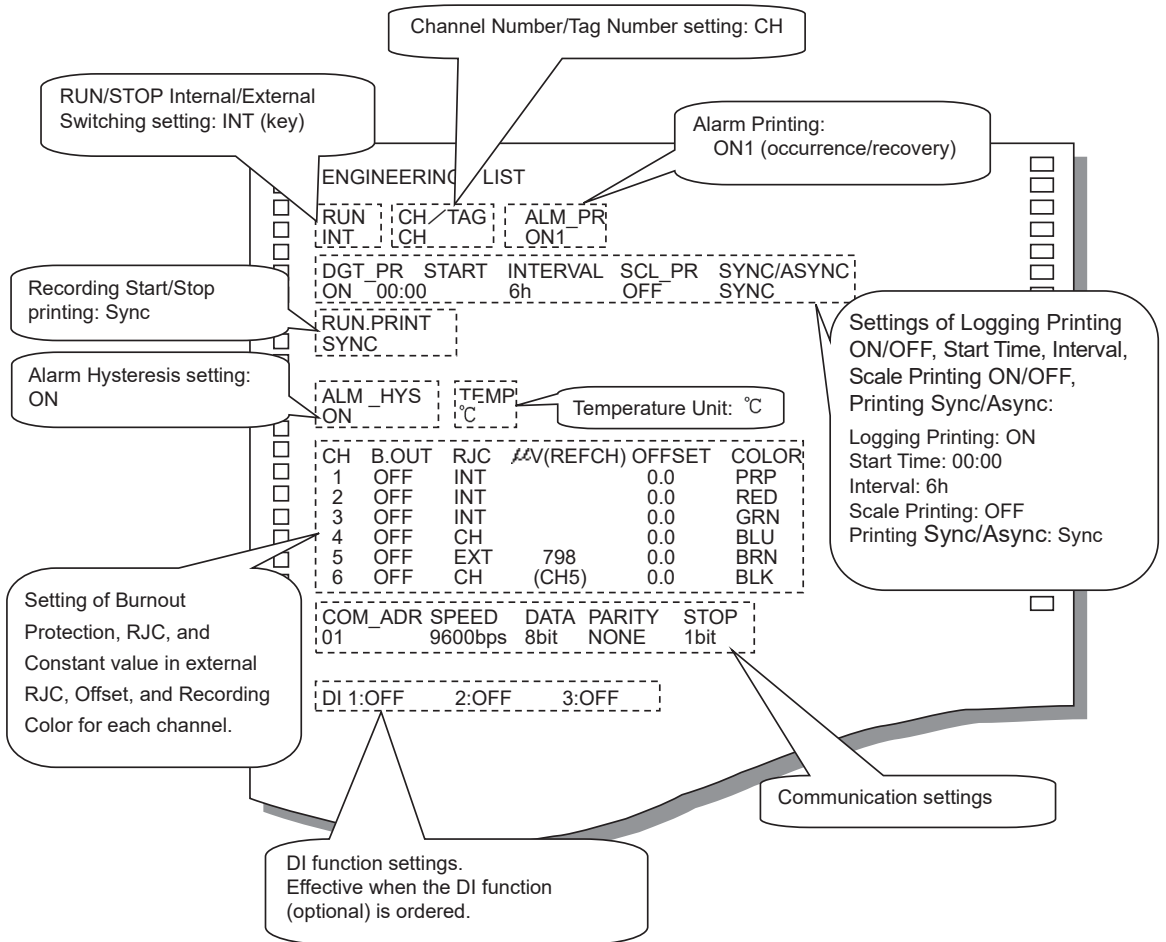 Channel Number/Tag Number setting: CH
RUN/STOP Internal/External
Switching setting: INT (key)
Alarm Printing:
ON1 (occurrence/recovery)
ENGINEERING LIST
RUN CH／TAG ALM_PR
INT CH ON1
DGT_PR START INTERVAL SCL_PR SYNC/ASYNC
ON 00:00 6h OFF SYNC
Recording Start/Stop
printing: Sync
RUN.PRINT
SYNC
Settings of Logging Printing
ON/OFF, Start Time, Interval,
Scale Printing ON/OFF,
Printing Sync/Async:
Logging Printing: ON
Start Time: 00:00
Interval: 6h
Scale Printing: OFF
Printing Sync/Async: Sync
Alarm Hysteresis setting:
ON
ALM _HYS TEMP
ON ℃
Temperature Unit: ℃
CH B.OUT RJC μV(REFCH) OFFSET COLOR
1 OFF INT 0.0 PRP
2 OFF INT 0.0 RED
3 OFF INT 0.0 GRN
4 OFF CH 0.0 BLU
5 OFF EXT 798 0.0 BRN
6 OFF CH (CH5) 0.0 BLK
Setting of Burnout
Protection, RJC, and
Constant value in external
RJC, Offset, and Recording
Color for each channel.
COM_ADR SPEED DATA PARITY STOP
01 9600bps 8bit NONE 1bit
DI 1:OFF 2:OFF 3:OFF
Communication settings
DI function settings.
Effective when the DI function
(optional) is ordered.